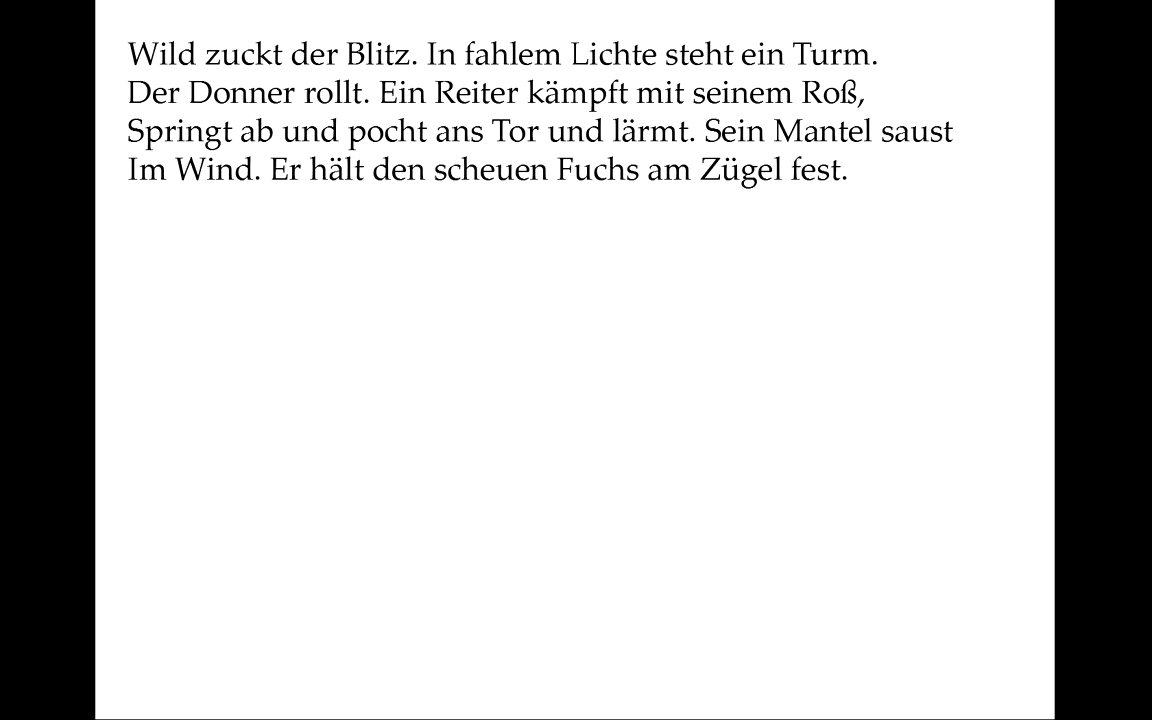 Wild zuckt der Blitz. In fahlem Lichte steht ein Turm.
Der Donner rollt. Ein Reiter kämpft mit seinem Roß,
Springt ab und pocht ans Tor und lärmt. Sein Mantel saust
Im Wind. Er hält den scheuen Fuchs am Zügel fest.